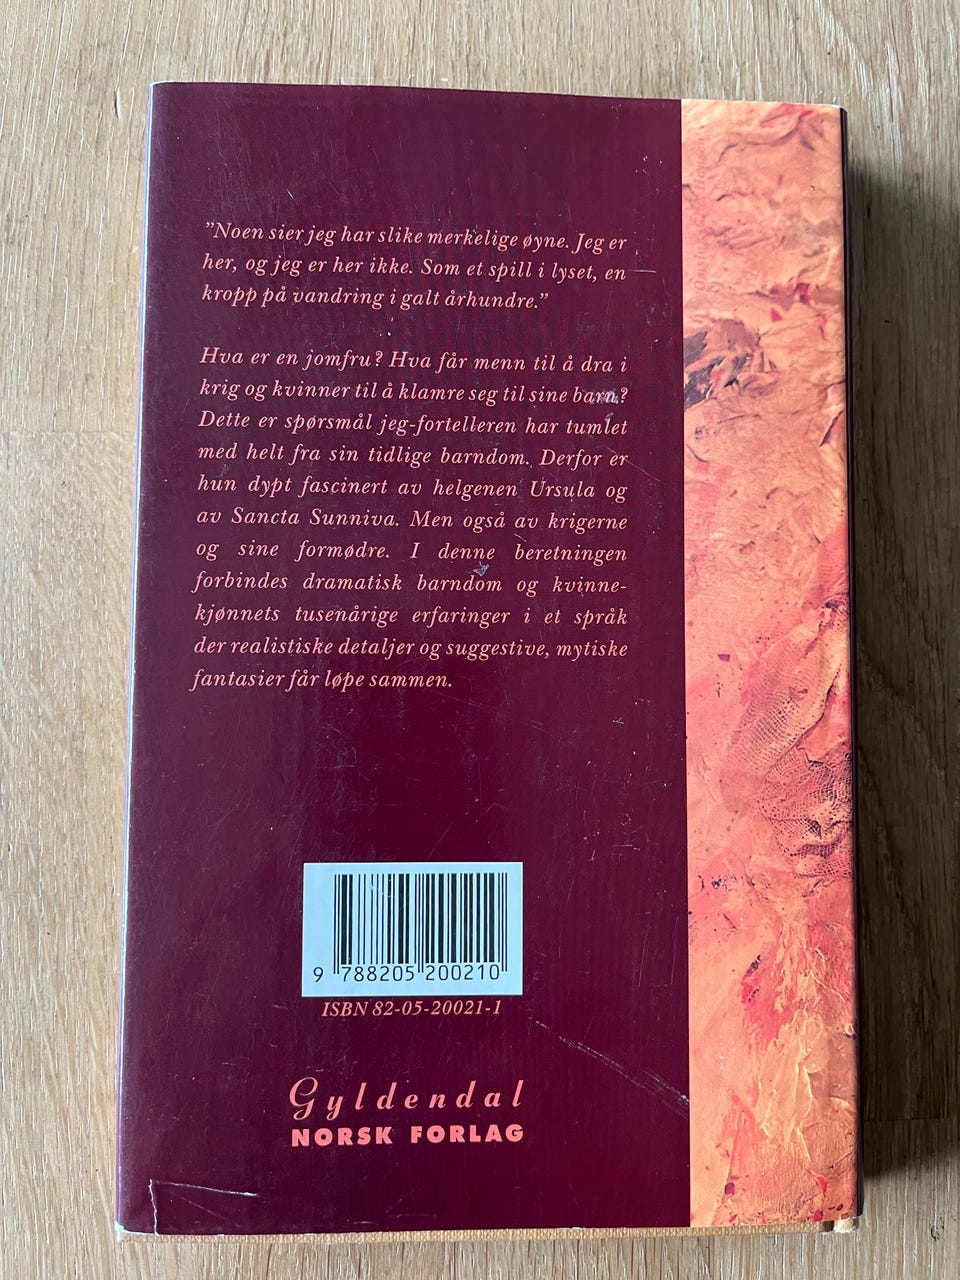 ”Noen sier jeg har slike merkelige øyne. Jeg er
her, og jeg er her ikke. Som et spill i lyset, en
kropp på vandring i galt århundre.”
Hva er en jomfru? Hva får menn til å dra i
krig og kvinner til å klamre seg til sine barn?
Dette er spørsmål jeg-fortelleren har tumlet
med helt fra sin tidlige barndom. Derfor er
hun dypt fascinert av helgenen Ursula og
av Sancta Sunniva. Men også av krigerne
og sine formødre. I denne beretningen
forbindes dramatisk barndom og kvinne-
kjønnets tusenårige erfaringer i et språk
der realistiske detaljer og suggestive, mytiske
fantasier får løpe sammen.
9 788205 200210
ISBN 82-05-20021-1
Gyldendal
NORSK FORLAG